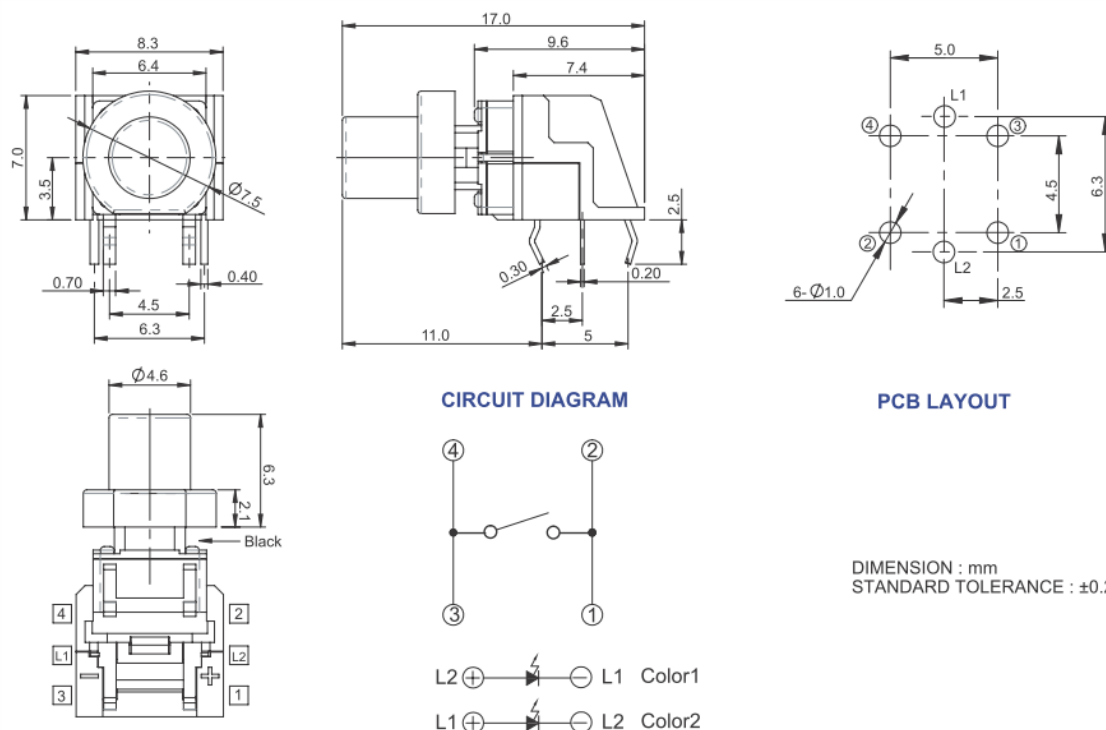 8.3
6.4
7.0
3.5
Φ7.5
0.70
0.40
4.5
6.3
17.0
9.6
7.4
2.5
0.30
0.20
2.5
11.0
5
5.0
L1
④
③
4.5
6.3
②
①
L2
6-Φ1.0
2.5
Φ4.6
6.3
2.1
Black
4
2
L1
L2
3
1
CIRCUIT DIAGRAM
④ ②
③ ①
L2 L1 Color1
L1 L2 Color2
PCB LAYOUT
DIMENSION : mm
STANDARD TOLERANCE : ±0.2